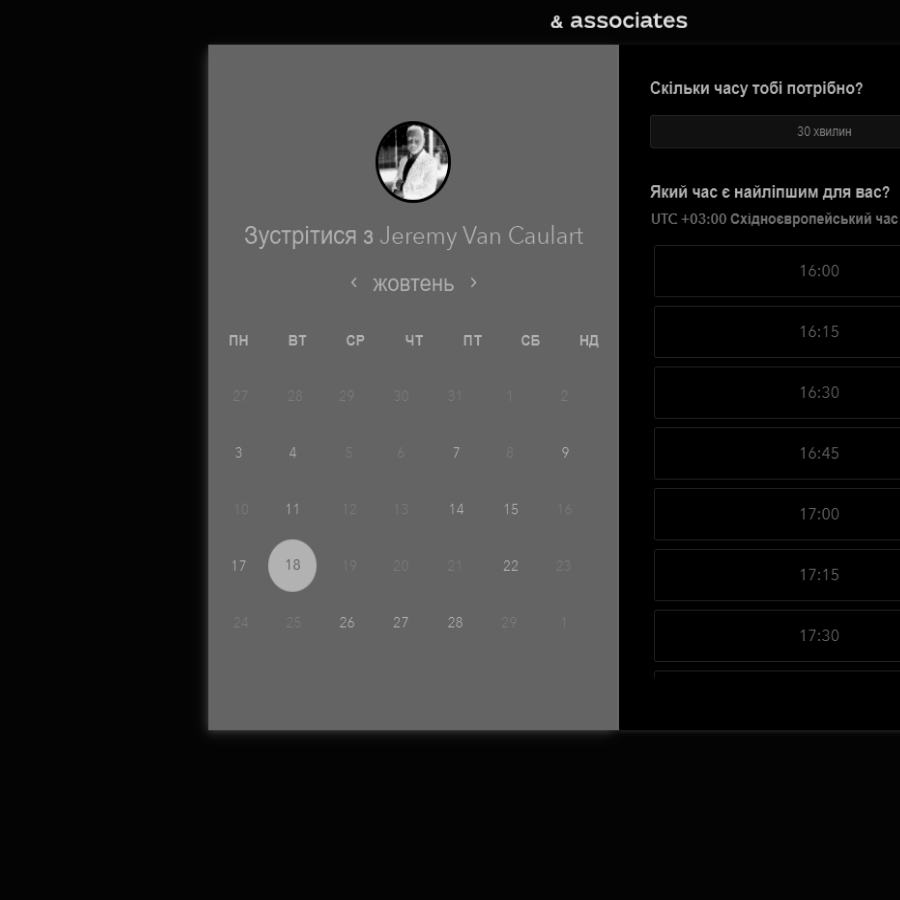 & associates
Зустрітися з Jeremy Van Caulart
‹ жовтень ›
ПН ВТ СР ЧТ ПТ СБ НД
27 28 29 30 31 1 2
3 4 5 6 7 8 9
10 11 12 13 14 15 16
17 18 19 20 21 22 23
24 25 26 27 28 29 1
Скільки часу тобі потрібно?
30 хвилин
Який час є найліпшим для вас?
UTC +03:00 Східноєвропейський час
16:00
16:15
16:30
16:45
17:00
17:15
17:30